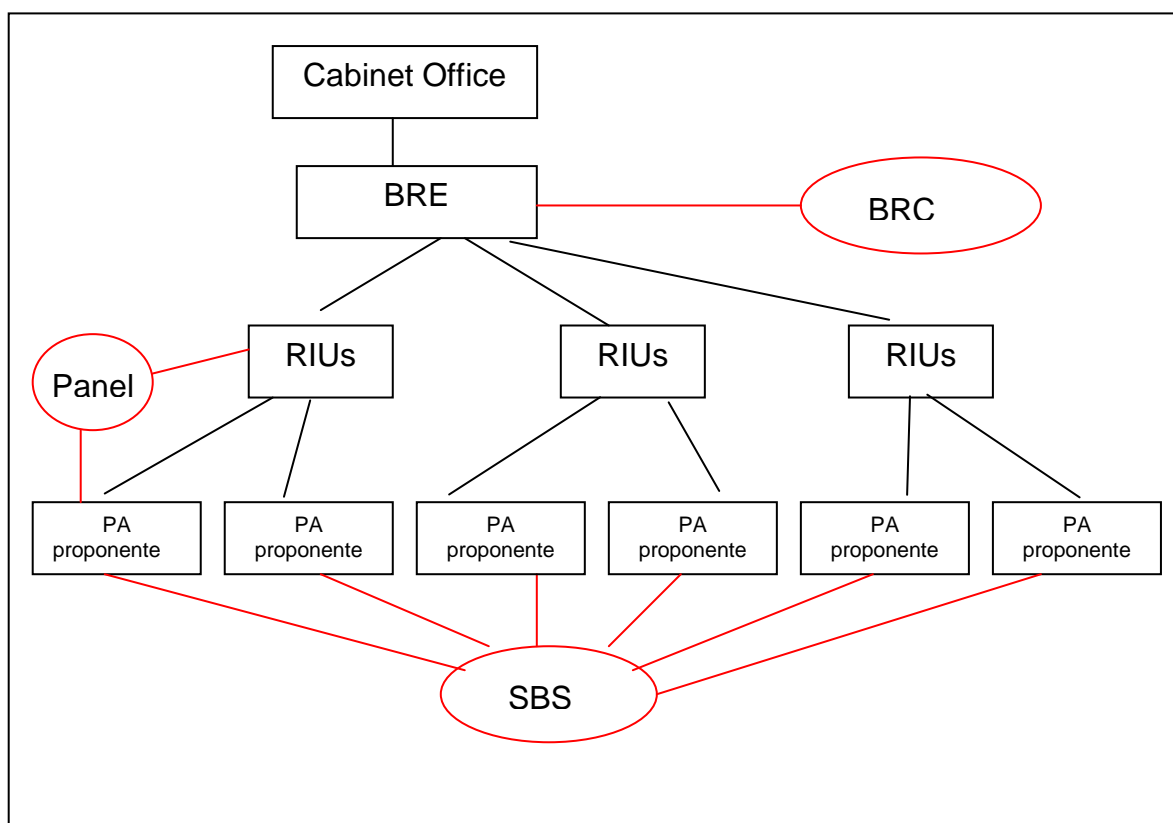 Cabinet Office
BRE
BRC
RIUs
RIUs
RIUs
Panel
PA
proponente
PA
proponente
PA
proponente
PA
proponente
PA
proponente
PA
proponente
SBS